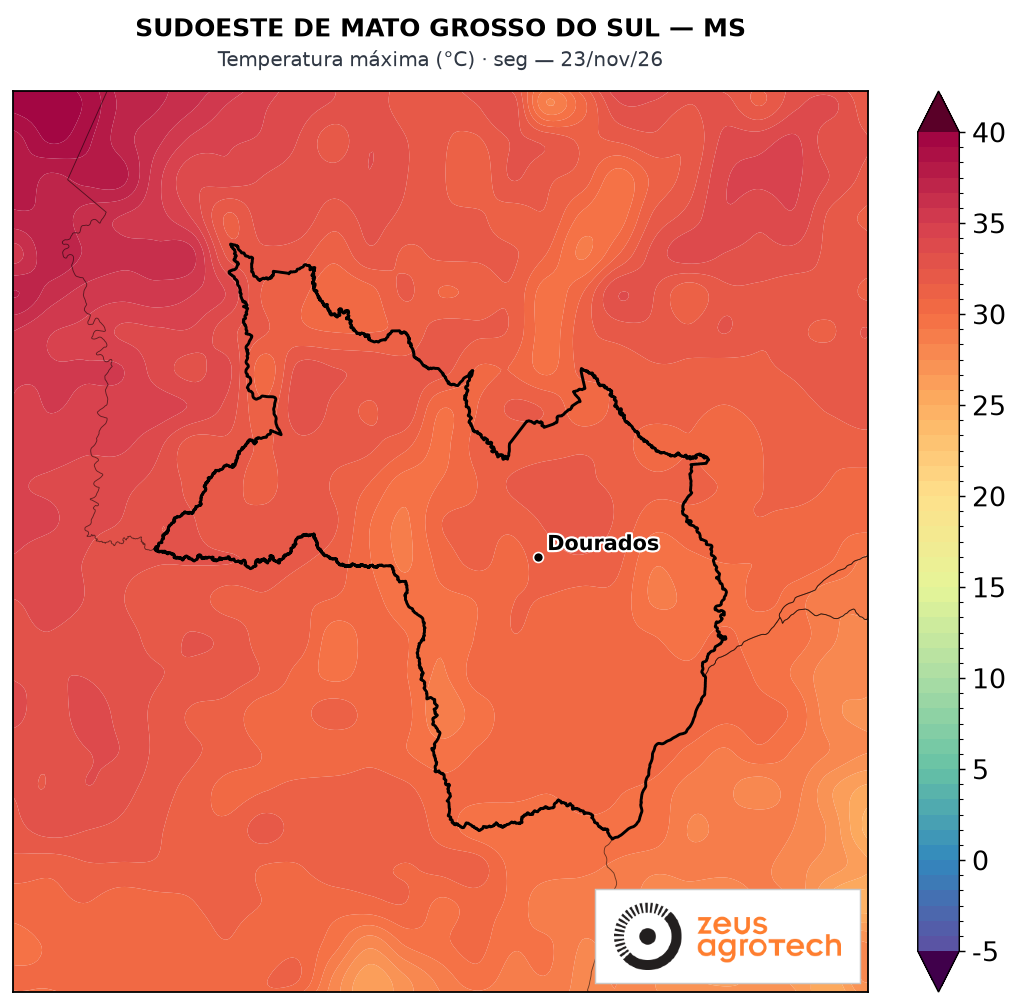 SUDOESTE DE MATO GROSSO DO SUL — MS
Temperatura máxima (°C) · seg — 23/nov/26
40
35
30
25
20
15
10
5
0
-5
Dourados
zeus
agrotech